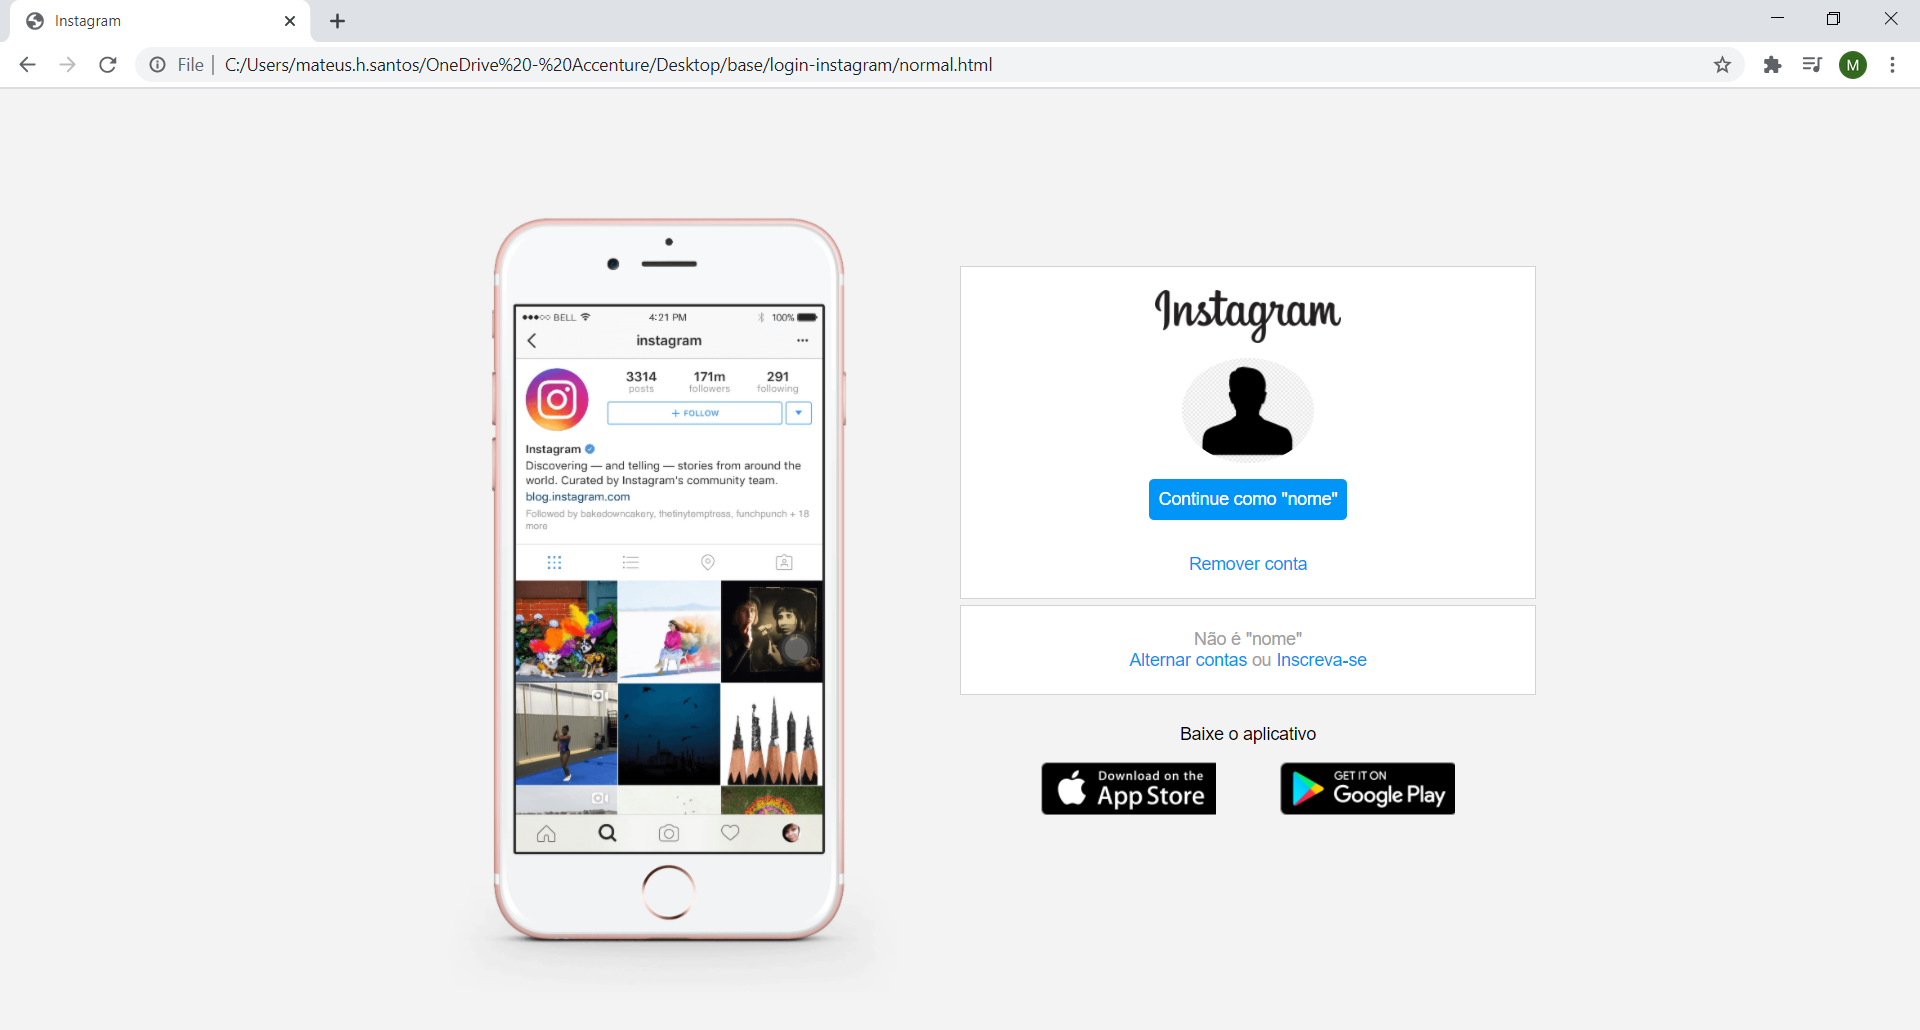 Instagram
File
C:/Users/mateus.h.santos/OneDrive%20-%20Accenture/Desktop/base/login-instagram/normal.html
M
BELL
4:21 PM
100%
instagram
3314 171m 291
posts followers following
+ FOLLOW
Instagram
Discovering — and telling — stories from around the
world. Curated by Instagram's community team.
blog.instagram.com
Followed by bakedowncakery, thetinytemptress, funchpunch + 18
more
Instagram
Continue como "nome"
Remover conta
Não é "nome"
Alternar contas ou Inscreva-se
Baixe o aplicativo
Download on the
App Store
GET IT ON
Google Play